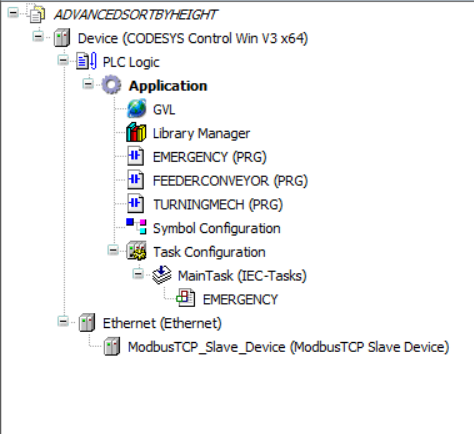 ADVANCEDSORTBYHEIGHT
Device (CODESYS Control Win V3 x64)
PLC Logic
Application
GVL
Library Manager
EMERGENCY (PRG)
FEEDERCONVEYOR (PRG)
TURNINGMECH (PRG)
Symbol Configuration
Task Configuration
MainTask (IEC-Tasks)
EMERGENCY
Ethernet (Ethernet)
ModbusTCP_Slave_Device (ModbusTCP Slave Device)